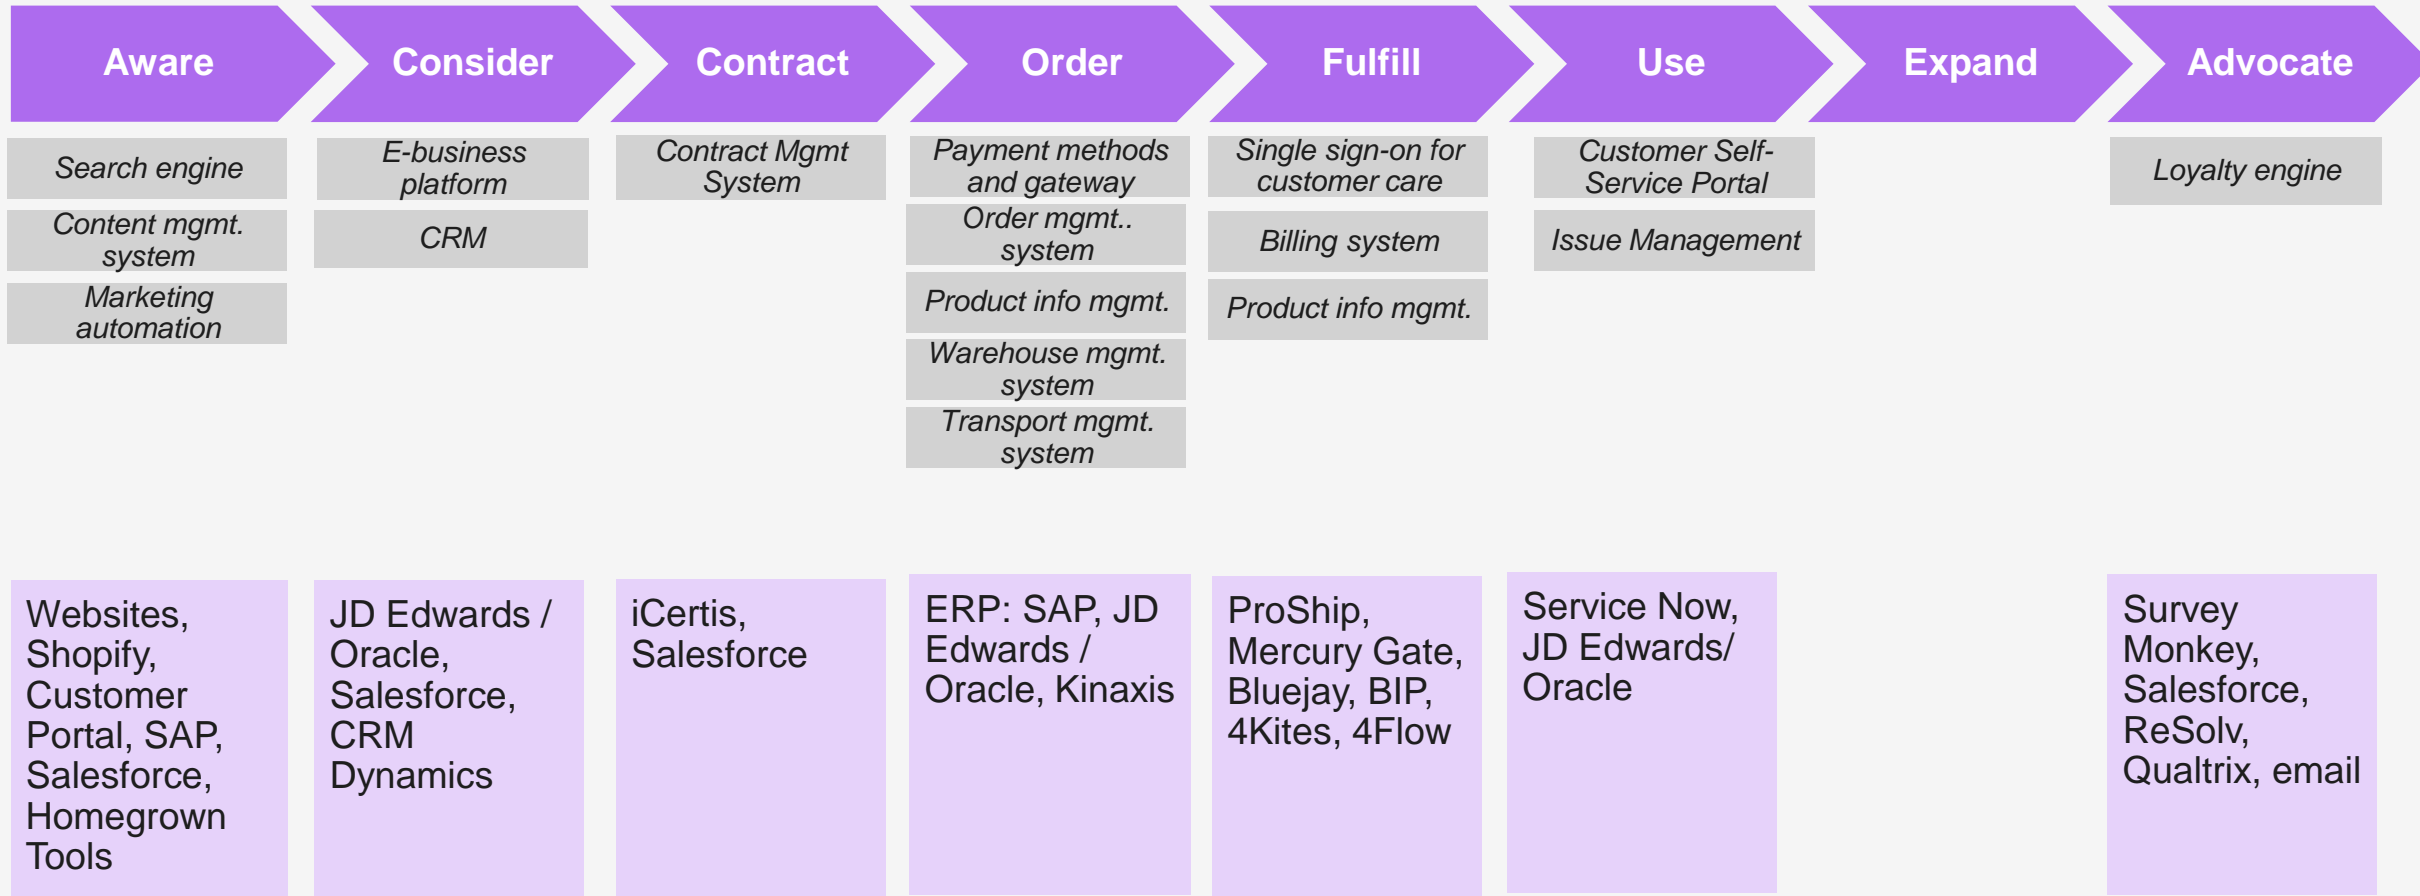 Aware
Consider
Contract
Order
Fulfill
Use
Expand
Advocate
Search engine
Content mgmt.
system
Marketing
automation
E-business
platform
CRM
Contract Mgmt
System
Payment methods
and gateway
Order mgmt..
system
Product info mgmt.
Warehouse mgmt.
system
Transport mgmt.
system
Single sign-on for
customer care
Billing system
Product info mgmt.
Customer Self-
Service Portal
Issue Management
Loyalty engine
Websites,
Shopify,
Customer
Portal, SAP,
Salesforce,
Homegrown
Tools
JD Edwards /
Oracle,
Salesforce,
CRM
Dynamics
iCertis,
Salesforce
ERP: SAP, JD
Edwards /
Oracle, Kinaxis
ProShip,
Mercury Gate,
Bluejay, BIP,
4Kites, 4Flow
Service Now,
JD Edwards/
Oracle
Survey
Monkey,
Salesforce,
ReSolv,
Qualtrix, email